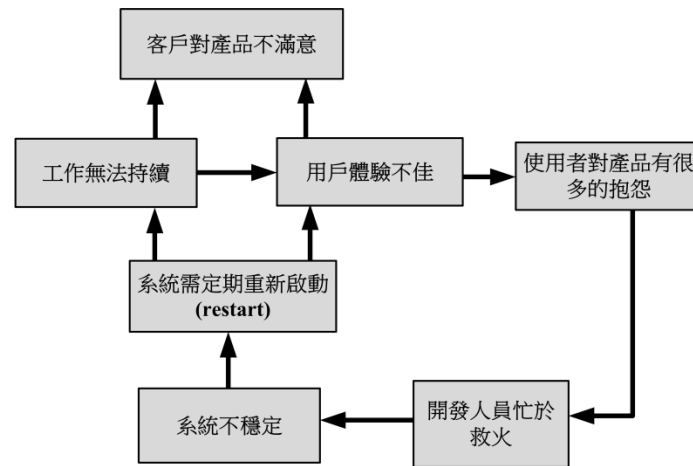 客戶對產品不滿意
工作無法持續
用戶體驗不佳
使用者對產品有很
多的抱怨
系統需定期重新啟動
(restart)
系統不穩定
開發人員忙於
救火